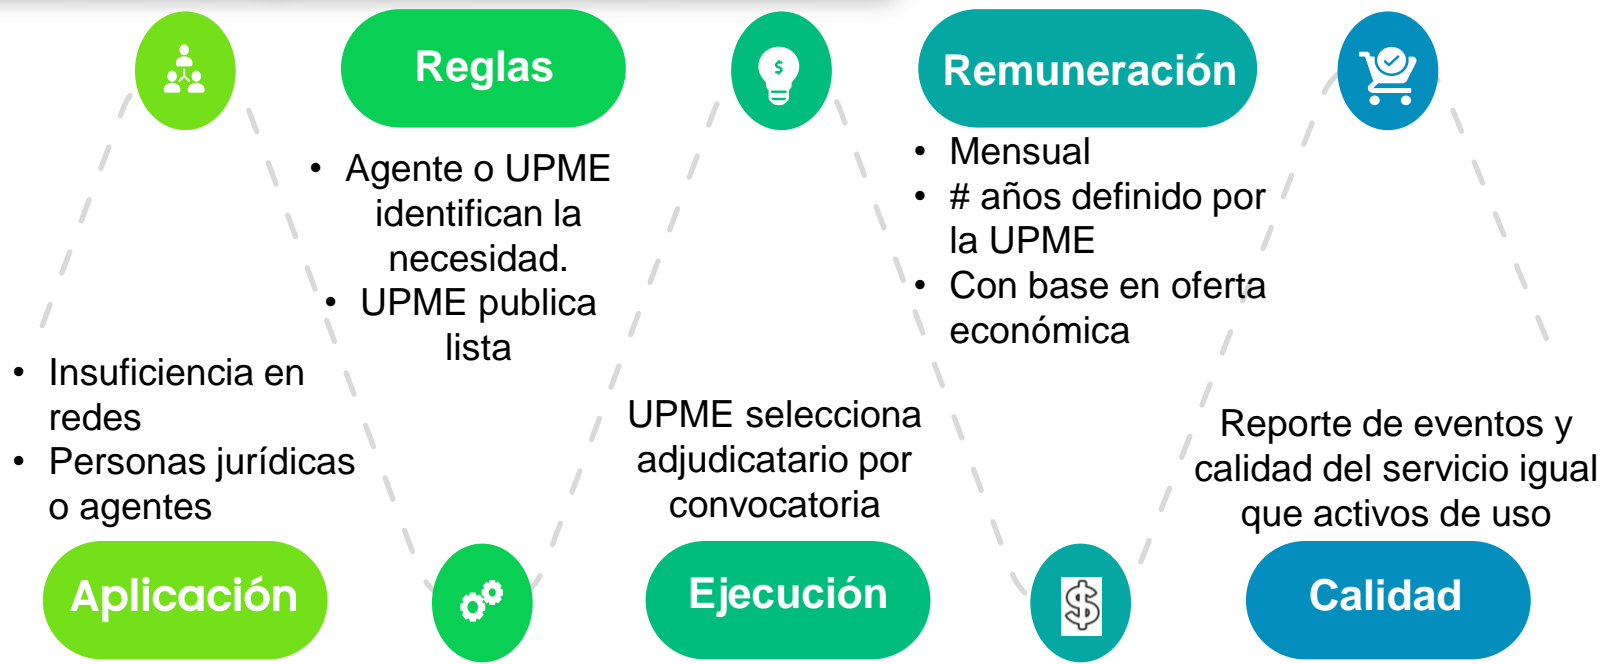 Reglas
• Agente o UPME
identifican la
necesidad.
• UPME publica
lista
Remuneración
• Mensual
• # años definido por
la UPME
• Con base en oferta
económica
• Insuficiencia en
redes
• Personas jurídicas
o agentes
Aplicación
UPME selecciona
adjudicatario por
convocatoria
Ejecución
Reporte de eventos y
calidad del servicio igual
que activos de uso
Calidad
$
$